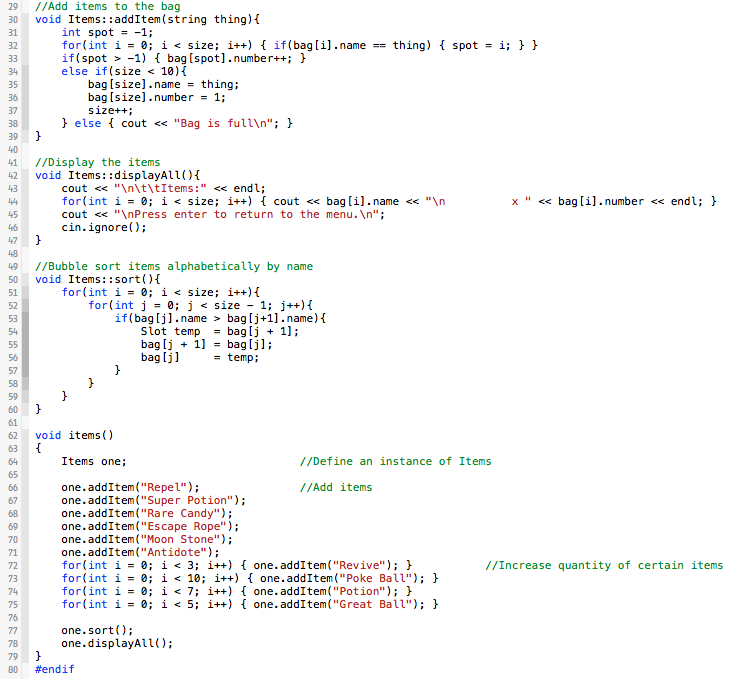 29 //Add items to the bag
30 void Items::addItem(string thing){
31     int spot = -1;
32     for(int i = 0; i < size; i++) { if(bag[i].name == thing) { spot = i; } }
33     if(spot > -1) { bag[spot].number++; }
34     else if(size < 10){
35         bag[size].name = thing;
36         bag[size].number = 1;
37         size++;
38     } else { cout << "Bag is full\n"; }
39 }
40
41 //Display the items
42 void Items::displayAll(){
43     cout << "\n\t\tItems:" << endl;
44     for(int i = 0; i < size; i++) { cout << bag[i].name << "\n          x " << bag[i].number << endl; }
45     cout << "\nPress enter to return to the menu.\n";
46     cin.ignore();
47 }
48
49 //Bubble sort items alphabetically by name
50 void Items::sort(){
51     for(int i = 0; i < size; i++){
52         for(int j = 0; j < size - 1; j++){
53             if(bag[j].name > bag[j+1].name){
54                 Slot temp  = bag[j + 1];
55                 bag[j + 1] = bag[j];
56                 bag[j]     = temp;
57             }
58         }
59     }
60 }
61
62 void items()
63 {
64     Items one;                          //Define an instance of Items
65
66     one.addItem("Repel");               //Add items
67     one.addItem("Super Potion");
68     one.addItem("Rare Candy");
69     one.addItem("Escape Rope");
70     one.addItem("Moon Stone");
71     one.addItem("Antidote");
72     for(int i = 0; i < 3; i++) { one.addItem("Revive"); }           //Increase quantity of certain items
73     for(int i = 0; i < 10; i++) { one.addItem("Poke Ball"); }
74     for(int i = 0; i < 7; i++) { one.addItem("Potion"); }
75     for(int i = 0; i < 5; i++) { one.addItem("Great Ball"); }
76
77     one.sort();
78     one.displayAll();
79 }
80 #endif